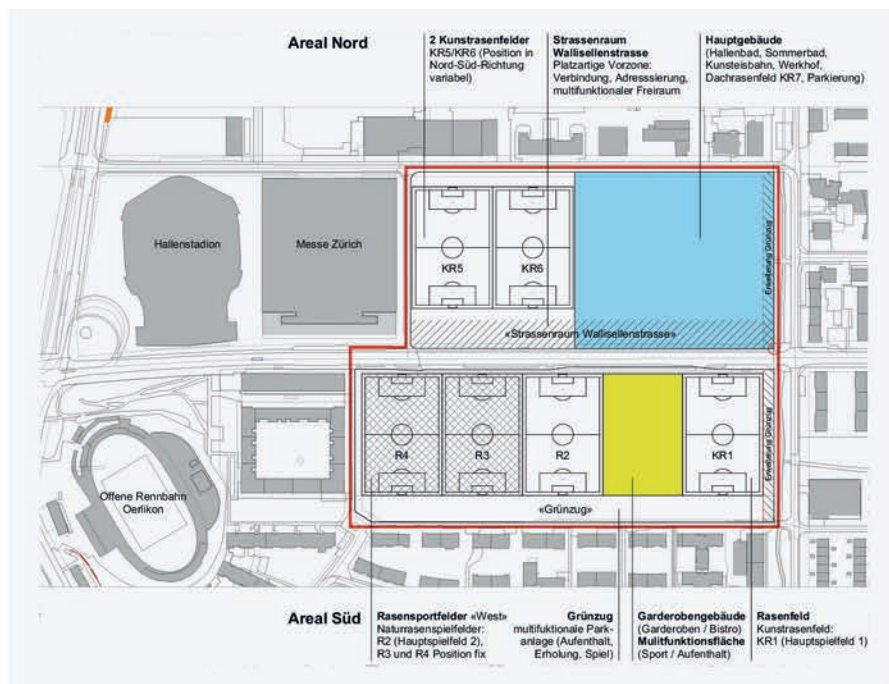 Areal Nord
2 Kunstrasenfelder
KR5/KR6 (Position in
Nord-Süd-Richtung
variabel)
Strassenraum
Wallisellenstrasse
Platzartige Vorzone:
Verbindung, Adresssierung,
multifunktionaler Freiraum
Hauptgebäude
(Hallenbad, Sommerbad,
Kunsteisbahn, Werkhof,
Dachrasenfeld KR7, Parkierung)
Hallenstadion
Messe Zürich
KR5
KR6
Erweiterung Grünzug
«Strassenraum Wallisellenstrasse»
R4
R3
R2
KR1
Erweiterung Grünzug
Offene Rennbahn
Oerlikon
«Grünzug»
Areal Süd
Rasensportfelder «West»
Naturrasenspielfelder:
R2 (Hauptspielfeld 2),
R3 und R4 Position fix
Grünzug
multifuktionale Park-
anlage (Aufenthalt,
Erholung, Spiel)
Garderobengebäude
(Garderoben / Bistro)
Mulitfunktionsfläche
(Sport / Aufenthalt)
Rasenfeld
Kunstrasenfeld:
KR1 (Hauptspielfeld 1)